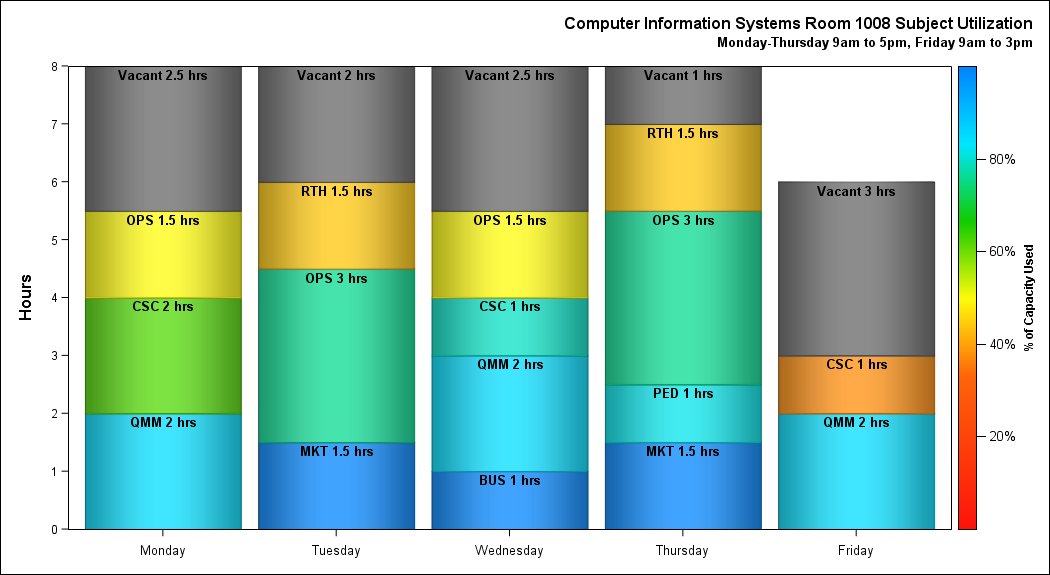 Computer Information Systems Room 1008 Subject Utilization
Monday-Thursday 9am to 5pm, Friday 9am to 3pm
Hours
8
7
6
5
4
3
2
1
0
Vacant 2.5 hrs
OPS 1.5 hrs
CSC 2 hrs
QMM 2 hrs
Monday
Vacant 2 hrs
RTH 1.5 hrs
OPS 3 hrs
MKT 1.5 hrs
Tuesday
Vacant 2.5 hrs
OPS 1.5 hrs
CSC 1 hrs
QMM 2 hrs
BUS 1 hrs
Wednesday
Vacant 1 hrs
RTH 1.5 hrs
OPS 3 hrs
PED 1 hrs
MKT 1.5 hrs
Thursday
Vacant 3 hrs
CSC 1 hrs
QMM 2 hrs
Friday
80%
60%
40%
20%
% of Capacity Used